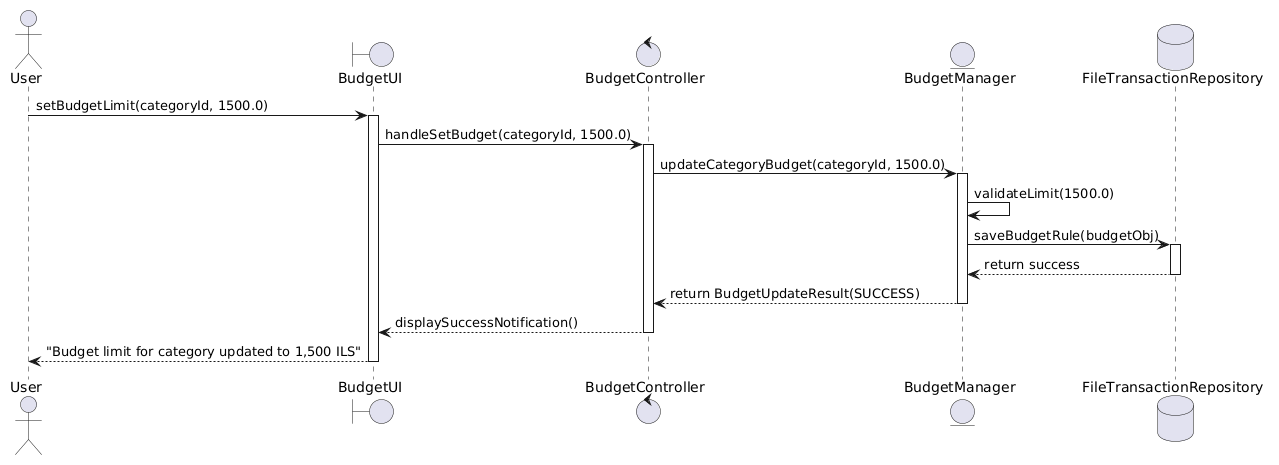 User
BudgetUI
BudgetController
BudgetManager
FileTransactionRepository
setBudgetLimit(categoryId, 1500.0)
handleSetBudget(categoryId, 1500.0)
updateCategoryBudget(categoryId, 1500.0)
validateLimit(1500.0)
saveBudgetRule(budgetObj)
return success
return BudgetUpdateResult(SUCCESS)
displaySuccessNotification()
"Budget limit for category updated to 1,500 ILS"
User
BudgetUI
BudgetController
BudgetManager
FileTransactionRepository